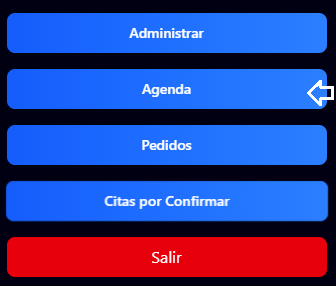 Administrar
Agenda
Pedidos
Citas por Confirmar
Salir